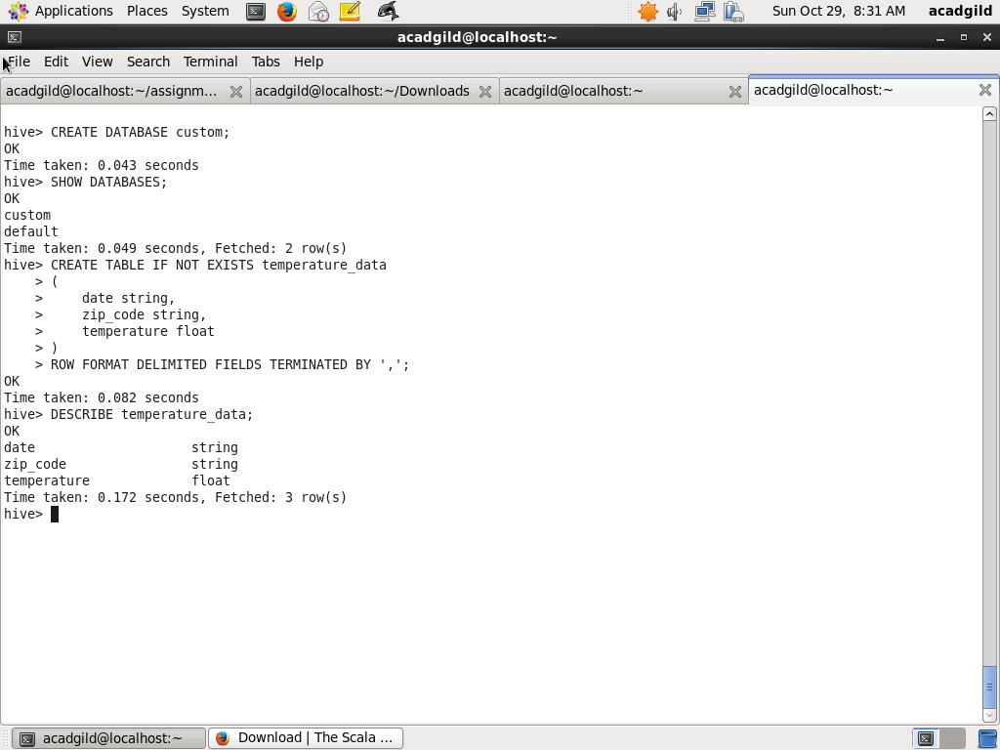 Applications Places System Sun Oct 29, 8:31 AM acadgild
acadgild@localhost:~
File Edit View Search Terminal Tabs Help
acadgild@localhost:~/assignm... acadgild@localhost:~/Downloads acadgild@localhost:~ acadgild@localhost:~
hive> CREATE DATABASE custom;
OK
Time taken: 0.043 seconds
hive> SHOW DATABASES;
OK
custom
default
Time taken: 0.049 seconds, Fetched: 2 row(s)
hive> CREATE TABLE IF NOT EXISTS temperature_data
    > (
    >     date string,
    >     zip_code string,
    >     temperature float
    > )
    > ROW FORMAT DELIMITED FIELDS TERMINATED BY ',';
OK
Time taken: 0.082 seconds
hive> DESCRIBE temperature_data;
OK
date                    string
zip_code                string
temperature             float
Time taken: 0.172 seconds, Fetched: 3 row(s)
hive>
acadgild@localhost:~ Download | The Scala ...